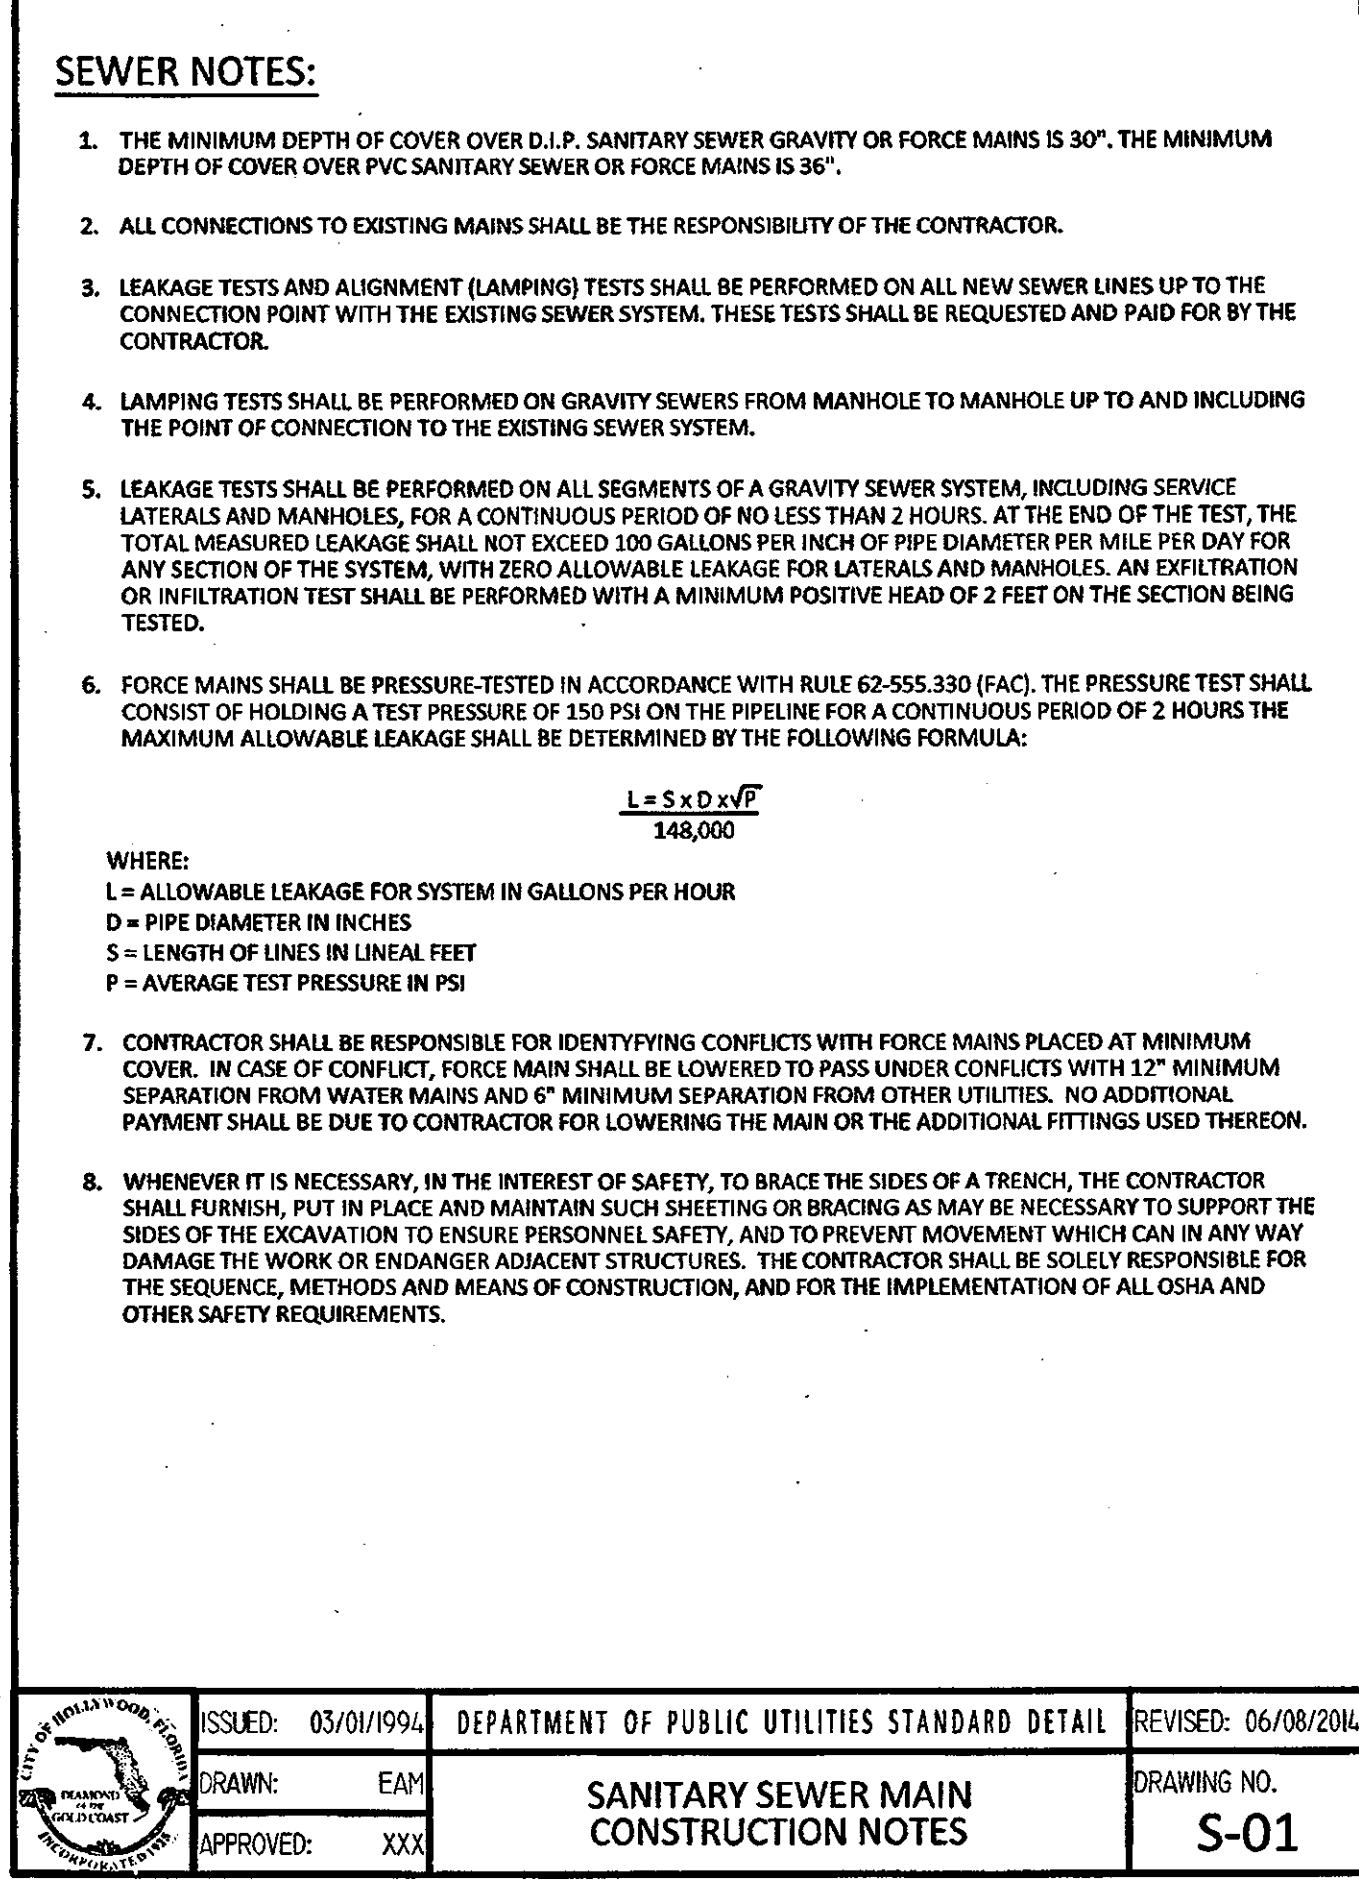 SEWER NOTES:
1. THE MINIMUM DEPTH OF COVER OVER D.I.P. SANITARY SEWER GRAVITY OR FORCE MAINS IS 30". THE MINIMUM
DEPTH OF COVER OVER PVC SANITARY SEWER OR FORCE MAINS IS 36".
2. ALL CONNECTIONS TO EXISTING MAINS SHALL BE THE RESPONSIBILITY OF THE CONTRACTOR.
3. LEAKAGE TESTS AND ALIGNMENT (LAMPING) TESTS SHALL BE PERFORMED ON ALL NEW SEWER LINES UP TO THE
CONNECTION POINT WITH THE EXISTING SEWER SYSTEM. THESE TESTS SHALL BE REQUESTED AND PAID FOR BY THE
CONTRACTOR.
4. LAMPING TESTS SHALL BE PERFORMED ON GRAVITY SEWERS FROM MANHOLE TO MANHOLE UP TO AND INCLUDING
THE POINT OF CONNECTION TO THE EXISTING SEWER SYSTEM.
5. LEAKAGE TESTS SHALL BE PERFORMED ON ALL SEGMENTS OF A GRAVITY SEWER SYSTEM, INCLUDING SERVICE
LATERALS AND MANHOLES, FOR A CONTINUOUS PERIOD OF NO LESS THAN 2 HOURS. AT THE END OF THE TEST, THE
TOTAL MEASURED LEAKAGE SHALL NOT EXCEED 100 GALLONS PER INCH OF PIPE DIAMETER PER MILE PER DAY FOR
ANY SECTION OF THE SYSTEM, WITH ZERO ALLOWABLE LEAKAGE FOR LATERALS AND MANHOLES. AN EXFILTRATION
OR INFILTRATION TEST SHALL BE PERFORMED WITH A MINIMUM POSITIVE HEAD OF 2 FEET ON THE SECTION BEING
TESTED.
6. FORCE MAINS SHALL BE PRESSURE-TESTED IN ACCORDANCE WITH RULE 62-555.330 (FAC). THE PRESSURE TEST SHALL
CONSIST OF HOLDING A TEST PRESSURE OF 150 PSI ON THE PIPELINE FOR A CONTINUOUS PERIOD OF 2 HOURS THE
MAXIMUM ALLOWABLE LEAKAGE SHALL BE DETERMINED BY THE FOLLOWING FORMULA:
L = S x D x√P
148,000
WHERE:
L = ALLOWABLE LEAKAGE FOR SYSTEM IN GALLONS PER HOUR
D = PIPE DIAMETER IN INCHES
S = LENGTH OF LINES IN LINEAL FEET
P = AVERAGE TEST PRESSURE IN PSI
7. CONTRACTOR SHALL BE RESPONSIBLE FOR IDENTYFYING CONFLICTS WITH FORCE MAINS PLACED AT MINIMUM
COVER. IN CASE OF CONFLICT, FORCE MAIN SHALL BE LOWERED TO PASS UNDER CONFLICTS WITH 12" MINIMUM
SEPARATION FROM WATER MAINS AND 6" MINIMUM SEPARATION FROM OTHER UTILITIES. NO ADDITIONAL
PAYMENT SHALL BE DUE TO CONTRACTOR FOR LOWERING THE MAIN OR THE ADDITIONAL FITTINGS USED THEREON.
8. WHENEVER IT IS NECESSARY, IN THE INTEREST OF SAFETY, TO BRACE THE SIDES OF A TRENCH, THE CONTRACTOR
SHALL FURNISH, PUT IN PLACE AND MAINTAIN SUCH SHEETING OR BRACING AS MAY BE NECESSARY TO SUPPORT THE
SIDES OF THE EXCAVATION TO ENSURE PERSONNEL SAFETY, AND TO PREVENT MOVEMENT WHICH CAN IN ANY WAY
DAMAGE THE WORK OR ENDANGER ADJACENT STRUCTURES. THE CONTRACTOR SHALL BE SOLELY RESPONSIBLE FOR
THE SEQUENCE, METHODS AND MEANS OF CONSTRUCTION, AND FOR THE IMPLEMENTATION OF ALL OSHA AND
OTHER SAFETY REQUIREMENTS.
CITY OF HOLLYWOOD, FLORIDA
DIAMOND
OF THE
GOLD COAST
INCORPORATED 1925
ISSUED: 03/01/1994
DRAWN: EAM
APPROVED: XXX
DEPARTMENT OF PUBLIC UTILITIES STANDARD DETAIL
SANITARY SEWER MAIN
CONSTRUCTION NOTES
REVISED: 06/08/2014
DRAWING NO.
S-01